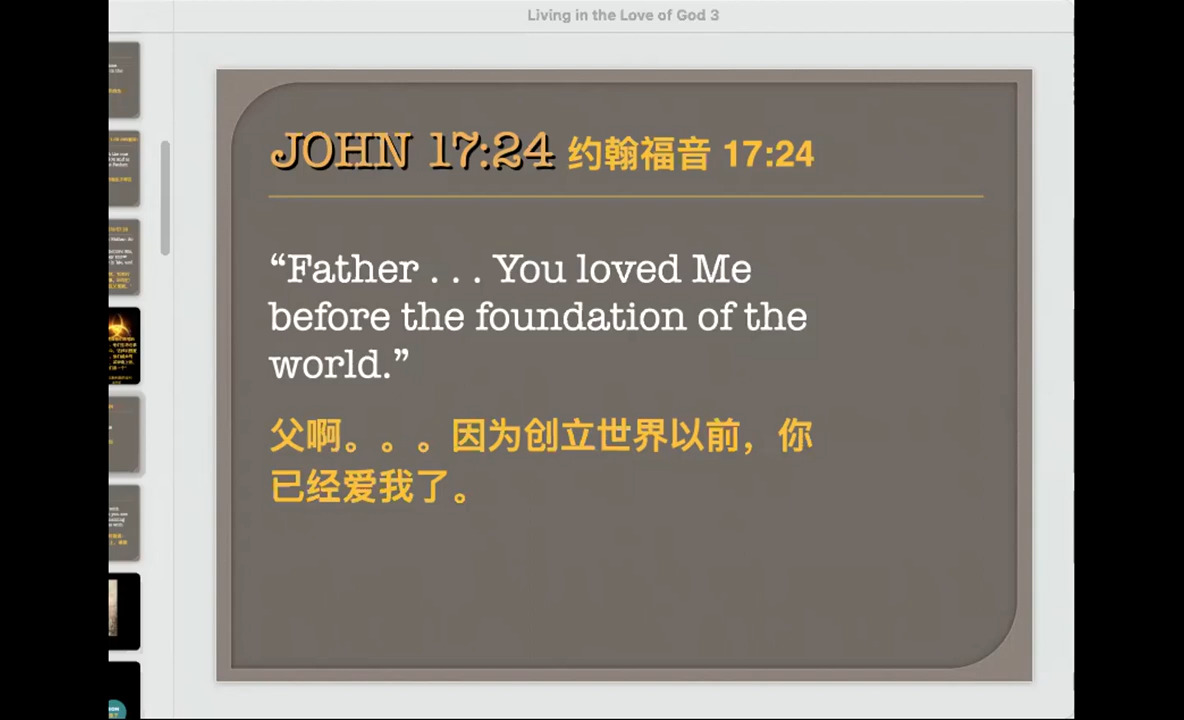 Living in the Love of God 3
JOHN 17:24 约翰福音 17:24
“Father . . . You loved Me
before the foundation of the
world.”
父啊。。。因为创立世界以前，你
已经爱我了。